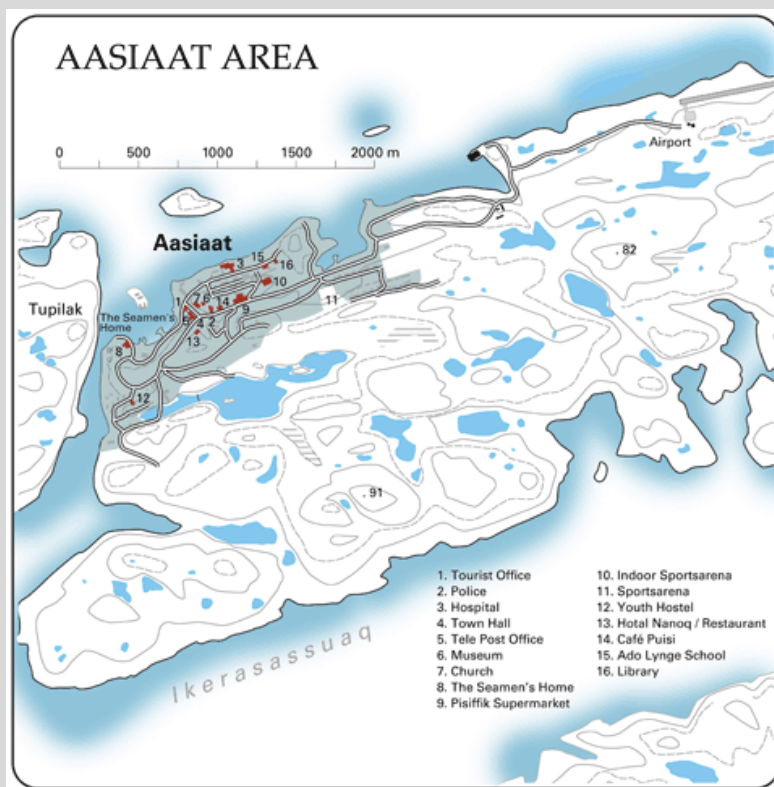 AASIAAT AREA
0 500 1000 1500 2000 m
Airport
Aasiaat
15
3
16
82
10
Tupilak
The Seamen's
Home
1
7
6
14
9
11
5
4
2
13
8
12
91
Ikerasassuaq
1. Tourist Office
2. Police
3. Hospital
4. Town Hall
5. Tele Post Office
6. Museum
7. Church
8. The Seamen's Home
9. Pisiffik Supermarket
10. Indoor Sportsarena
11. Sportsarena
12. Youth Hostel
13. Hotal Nanoq / Restaurant
14. Café Puisi
15. Ado Lynge School
16. Library